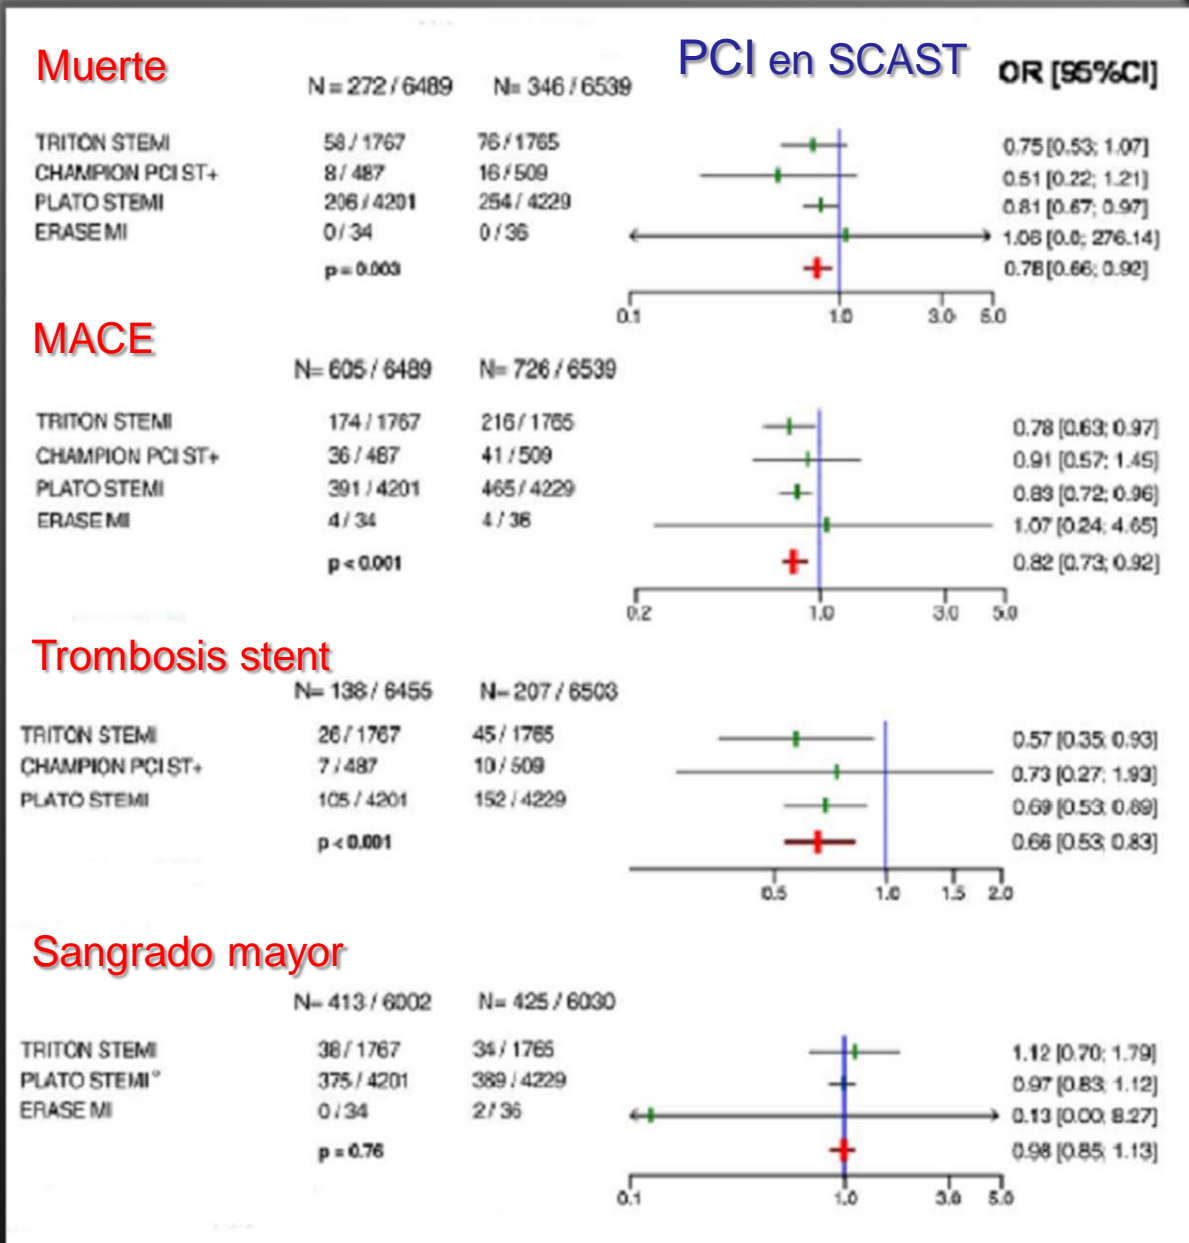 Muerte PCI en SCAST OR [95%CI]
N = 272 / 6489 N= 346 / 6539
TRITON STEMI 58 / 1767 76 / 1765 0.75 [0.53; 1.07]
CHAMPION PCI ST+ 8 / 487 16 / 509 0.51 [0.22; 1.21]
PLATO STEMI 206 / 4201 254 / 4229 0.81 [0.67; 0.97]
ERASE MI 0 / 34 0 / 36 1.06 [0.0; 276.14]
p = 0.003 0.78 [0.66; 0.92]
0.1 1.0 3.0 5.0
MACE
N= 605 / 6489 N= 726 / 6539
TRITON STEMI 174 / 1767 216 / 1765 0.78 [0.63; 0.97]
CHAMPION PCI ST+ 36 / 487 41 / 509 0.91 [0.57; 1.45]
PLATO STEMI 391 / 4201 465 / 4229 0.83 [0.72; 0.96]
ERASE MI 4 / 34 4 / 36 1.07 [0.24; 4.65]
p < 0.001 0.82 [0.73; 0.92]
0.2 1.0 3.0 5.0
Trombosis stent
N= 138 / 6455 N= 207 / 6503
TRITON STEMI 26 / 1767 45 / 1765 0.57 [0.35; 0.93]
CHAMPION PCI ST+ 7 / 487 10 / 509 0.73 [0.27; 1.93]
PLATO STEMI 105 / 4201 152 / 4229 0.69 [0.53; 0.89]
p < 0.001 0.66 [0.53; 0.83]
0.5 1.0 1.5 2.0
Sangrado mayor
N= 413 / 6002 N= 425 / 6030
TRITON STEMI 38 / 1767 34 / 1765 1.12 [0.70; 1.79]
PLATO STEMI° 375 / 4201 389 / 4229 0.97 [0.83; 1.12]
ERASE MI 0 / 34 2 / 36 0.13 [0.00; 8.27]
p = 0.76 0.98 [0.85; 1.13]
0.1 1.0 3.0 5.0